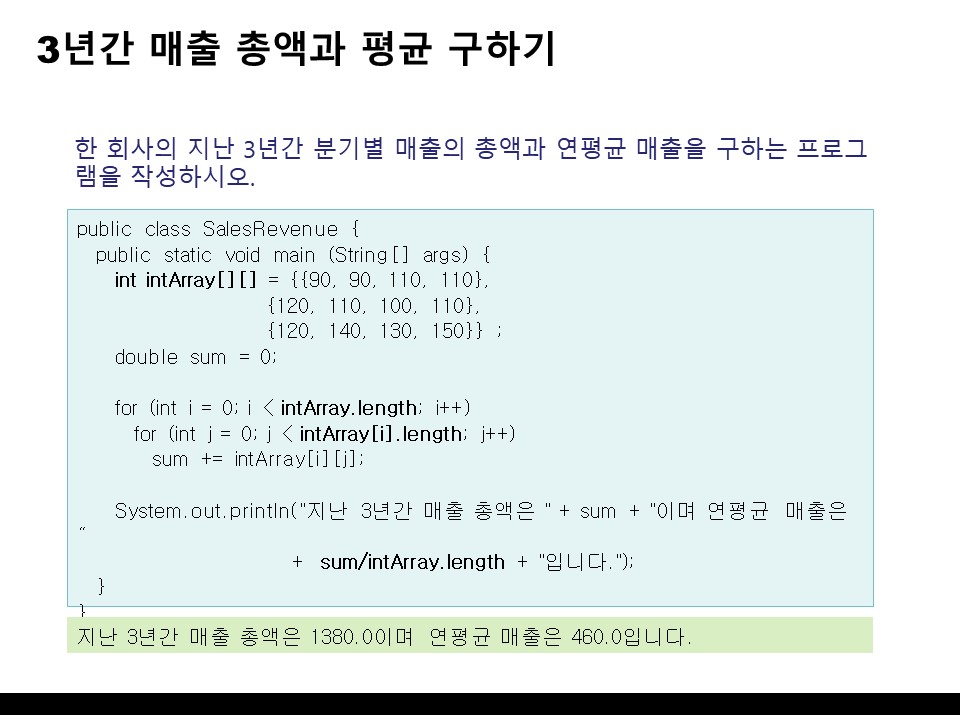 3년간 매출 총액과 평균 구하기
한 회사의 지난 3년간 분기별 매출의 총액과 연평균 매출을 구하는 프로그
램을 작성하시오.
public class SalesRevenue {
public static void main (String[] args) {
int intArray[][] = {{90, 90, 110, 110},
{120, 110, 100, 110},
{120, 140, 130, 150}} ;
double sum = 0;
for (int i = 0; i < intArray.length; i++)
for (int j = 0; j < intArray[i].length; j++)
sum += intArray[i][j];
System.out.println("지난 3년간 매출 총액은 " + sum + "이며 연평균 매출은
“
+ sum/intArray.length + "입니다.");
}
}
지난 3년간 매출 총액은 1380.0이며 연평균 매출은 460.0입니다.